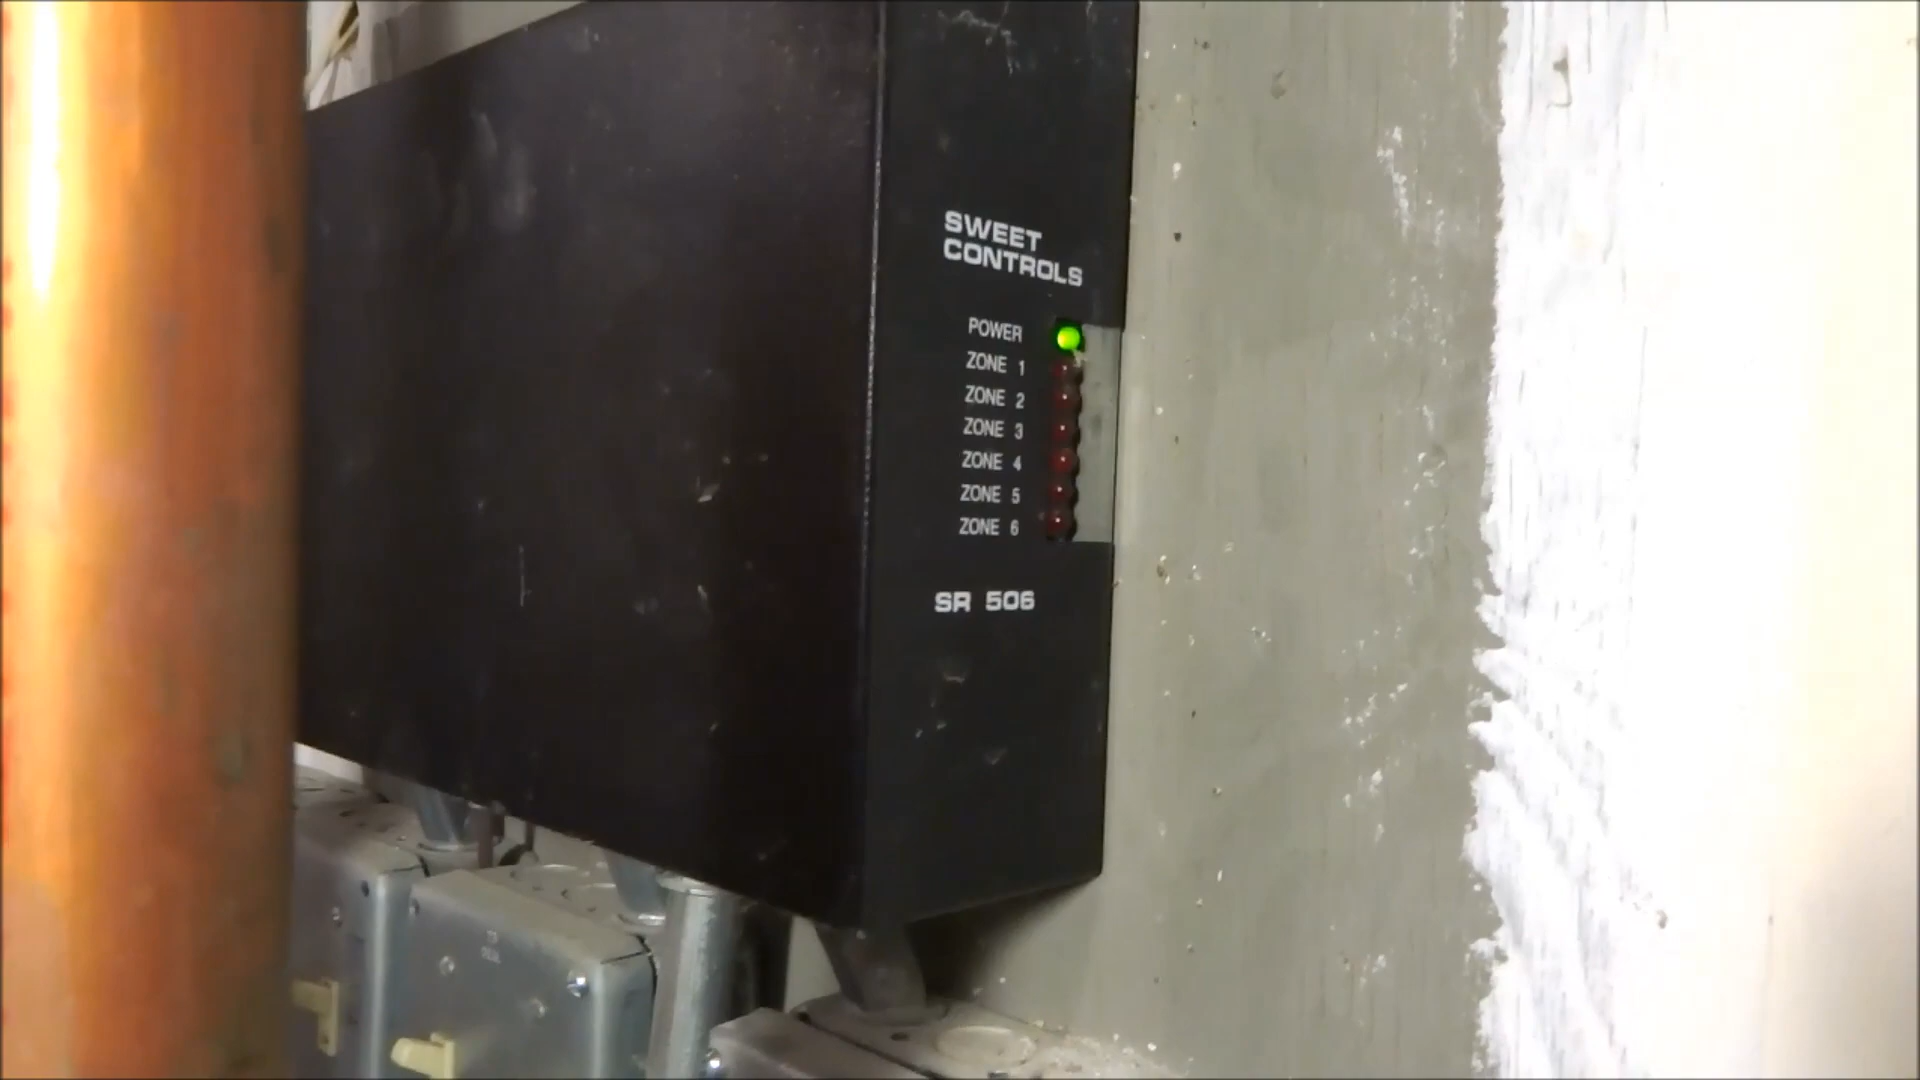 SWEET
CONTROLS
POWER
ZONE 1
ZONE 2
ZONE 3
ZONE 4
ZONE 5
ZONE 6
SR 506